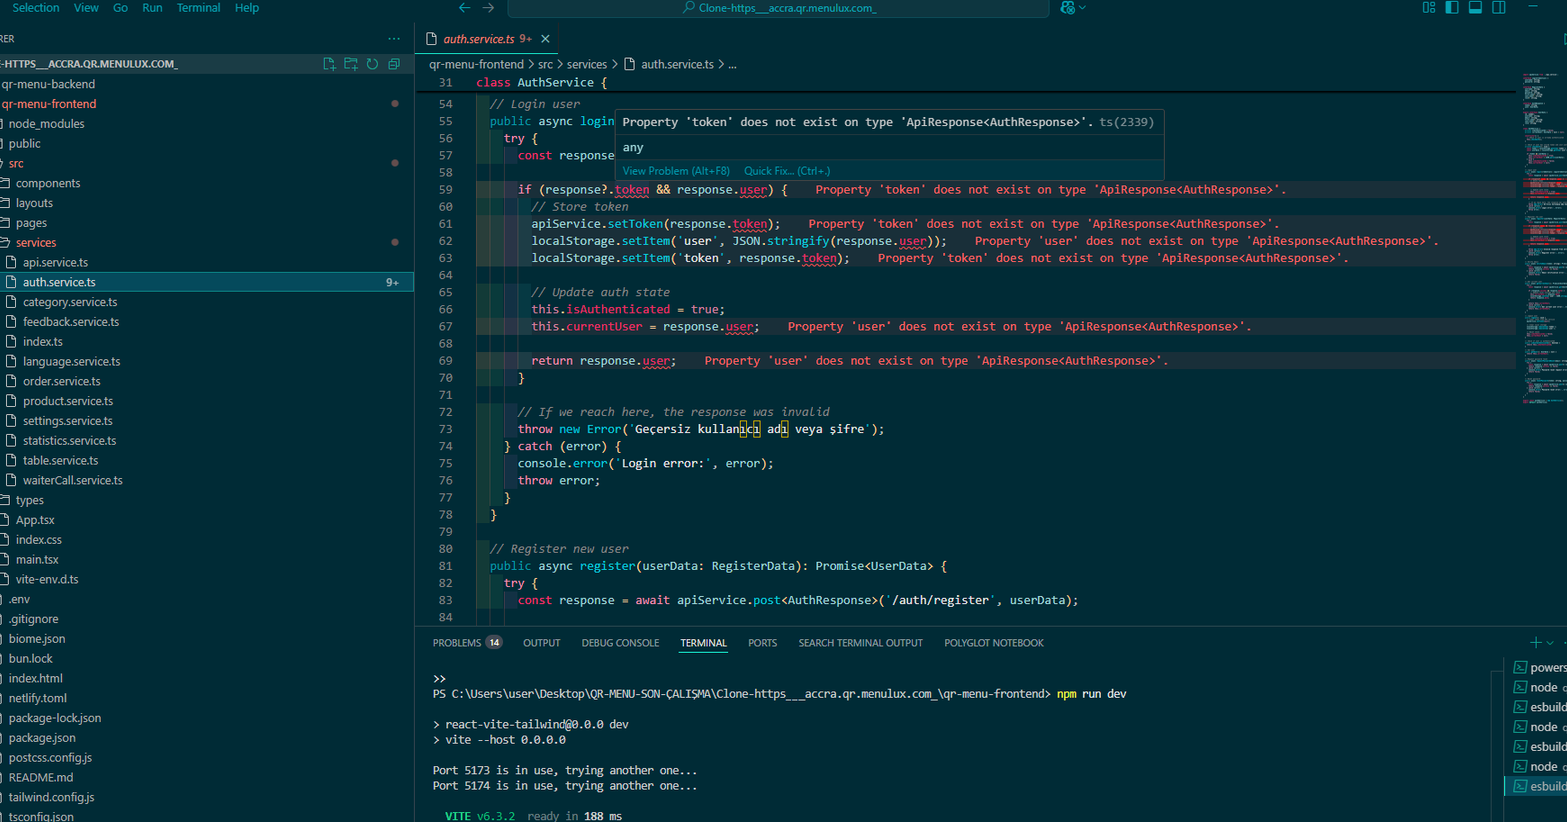 Selection View Go Run Terminal Help
Clone-https___accra.qr.menulux.com_
RER
E-HTTPS___ACCRA.QR.MENULUX.COM_
qr-menu-backend
qr-menu-frontend
node_modules
public
src
components
layouts
pages
services
api.service.ts
auth.service.ts 9+
category.service.ts
feedback.service.ts
index.ts
language.service.ts
order.service.ts
product.service.ts
settings.service.ts
statistics.service.ts
table.service.ts
waiterCall.service.ts
types
App.tsx
index.css
main.tsx
vite-env.d.ts
.env
.gitignore
biome.json
bun.lock
index.html
netlify.toml
package-lock.json
package.json
postcss.config.js
README.md
tailwind.config.js
tsconfig.json
auth.service.ts 9+
qr-menu-frontend > src > services > auth.service.ts > ...
31 class AuthService {
54 // Login user
55 public async login
Property 'token' does not exist on type 'ApiResponse<AuthResponse>'. ts(2339)
any
View Problem (Alt+F8) Quick Fix... (Ctrl+.)
56 try {
57 const response
58
59 if (response?.token && response.user) { Property 'token' does not exist on type 'ApiResponse<AuthResponse>'.
60 // Store token
61 apiService.setToken(response.token); Property 'token' does not exist on type 'ApiResponse<AuthResponse>'.
62 localStorage.setItem('user', JSON.stringify(response.user)); Property 'user' does not exist on type 'ApiResponse<AuthResponse>'.
63 localStorage.setItem('token', response.token); Property 'token' does not exist on type 'ApiResponse<AuthResponse>'.
64
65 // Update auth state
66 this.isAuthenticated = true;
67 this.currentUser = response.user; Property 'user' does not exist on type 'ApiResponse<AuthResponse>'.
68
69 return response.user; Property 'user' does not exist on type 'ApiResponse<AuthResponse>'.
70 }
71
72 // If we reach here, the response was invalid
73 throw new Error('Geçersiz kullanıcı adı veya şifre');
74 } catch (error) {
75 console.error('Login error:', error);
76 throw error;
77 }
78 }
79
80 // Register new user
81 public async register(userData: RegisterData): Promise<UserData> {
82 try {
83 const response = await apiService.post<AuthResponse>('/auth/register', userData);
84
PROBLEMS 14 OUTPUT DEBUG CONSOLE TERMINAL PORTS SEARCH TERMINAL OUTPUT POLYGLOT NOTEBOOK
>>
PS C:\Users\user\Desktop\QR-MENU-SON-ÇALIŞMA\Clone-https___accra.qr.menulux.com_\qr-menu-frontend> npm run dev
> react-vite-tailwind@0.0.0 dev
> vite --host 0.0.0.0
Port 5173 is in use, trying another one...
Port 5174 is in use, trying another one...
VITE v6.3.2 ready in 188 ms
powers
node
esbuild
node
esbuild
node
esbuild